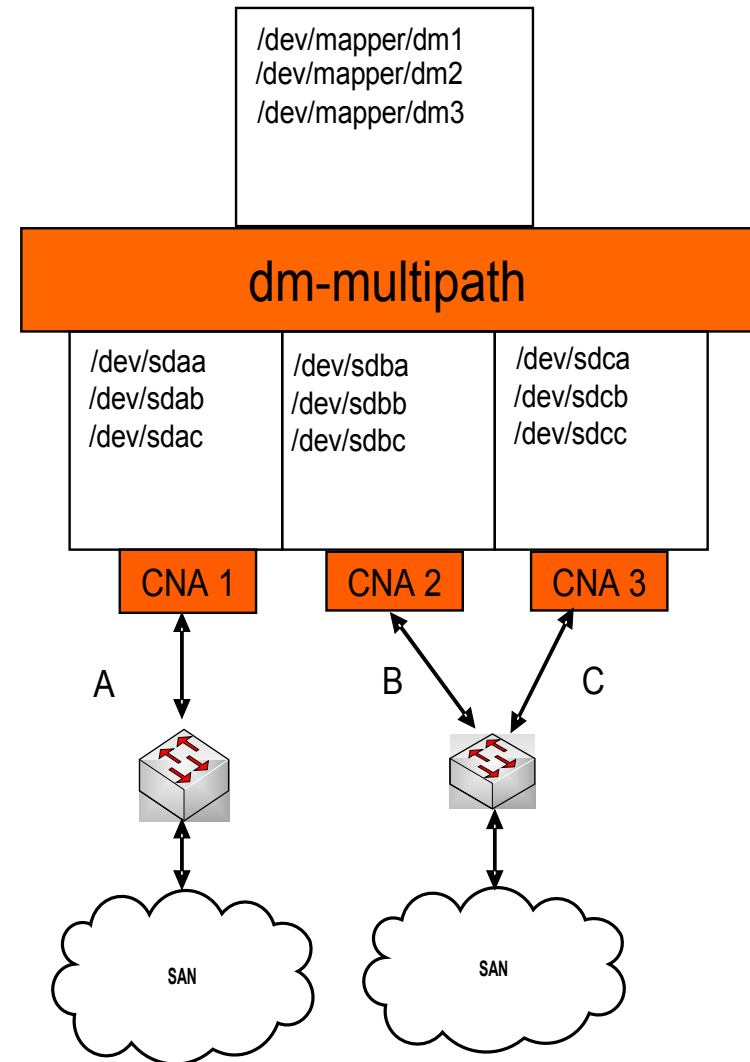 /dev/mapper/dm1
/dev/mapper/dm2
/dev/mapper/dm3
dm-multipath
/dev/sdaa
/dev/sdab
/dev/sdac
/dev/sdba
/dev/sdbb
/dev/sdbc
/dev/sdca
/dev/sdcb
/dev/sdcc
CNA 1
CNA 2
CNA 3
A
B
C
SAN
SAN